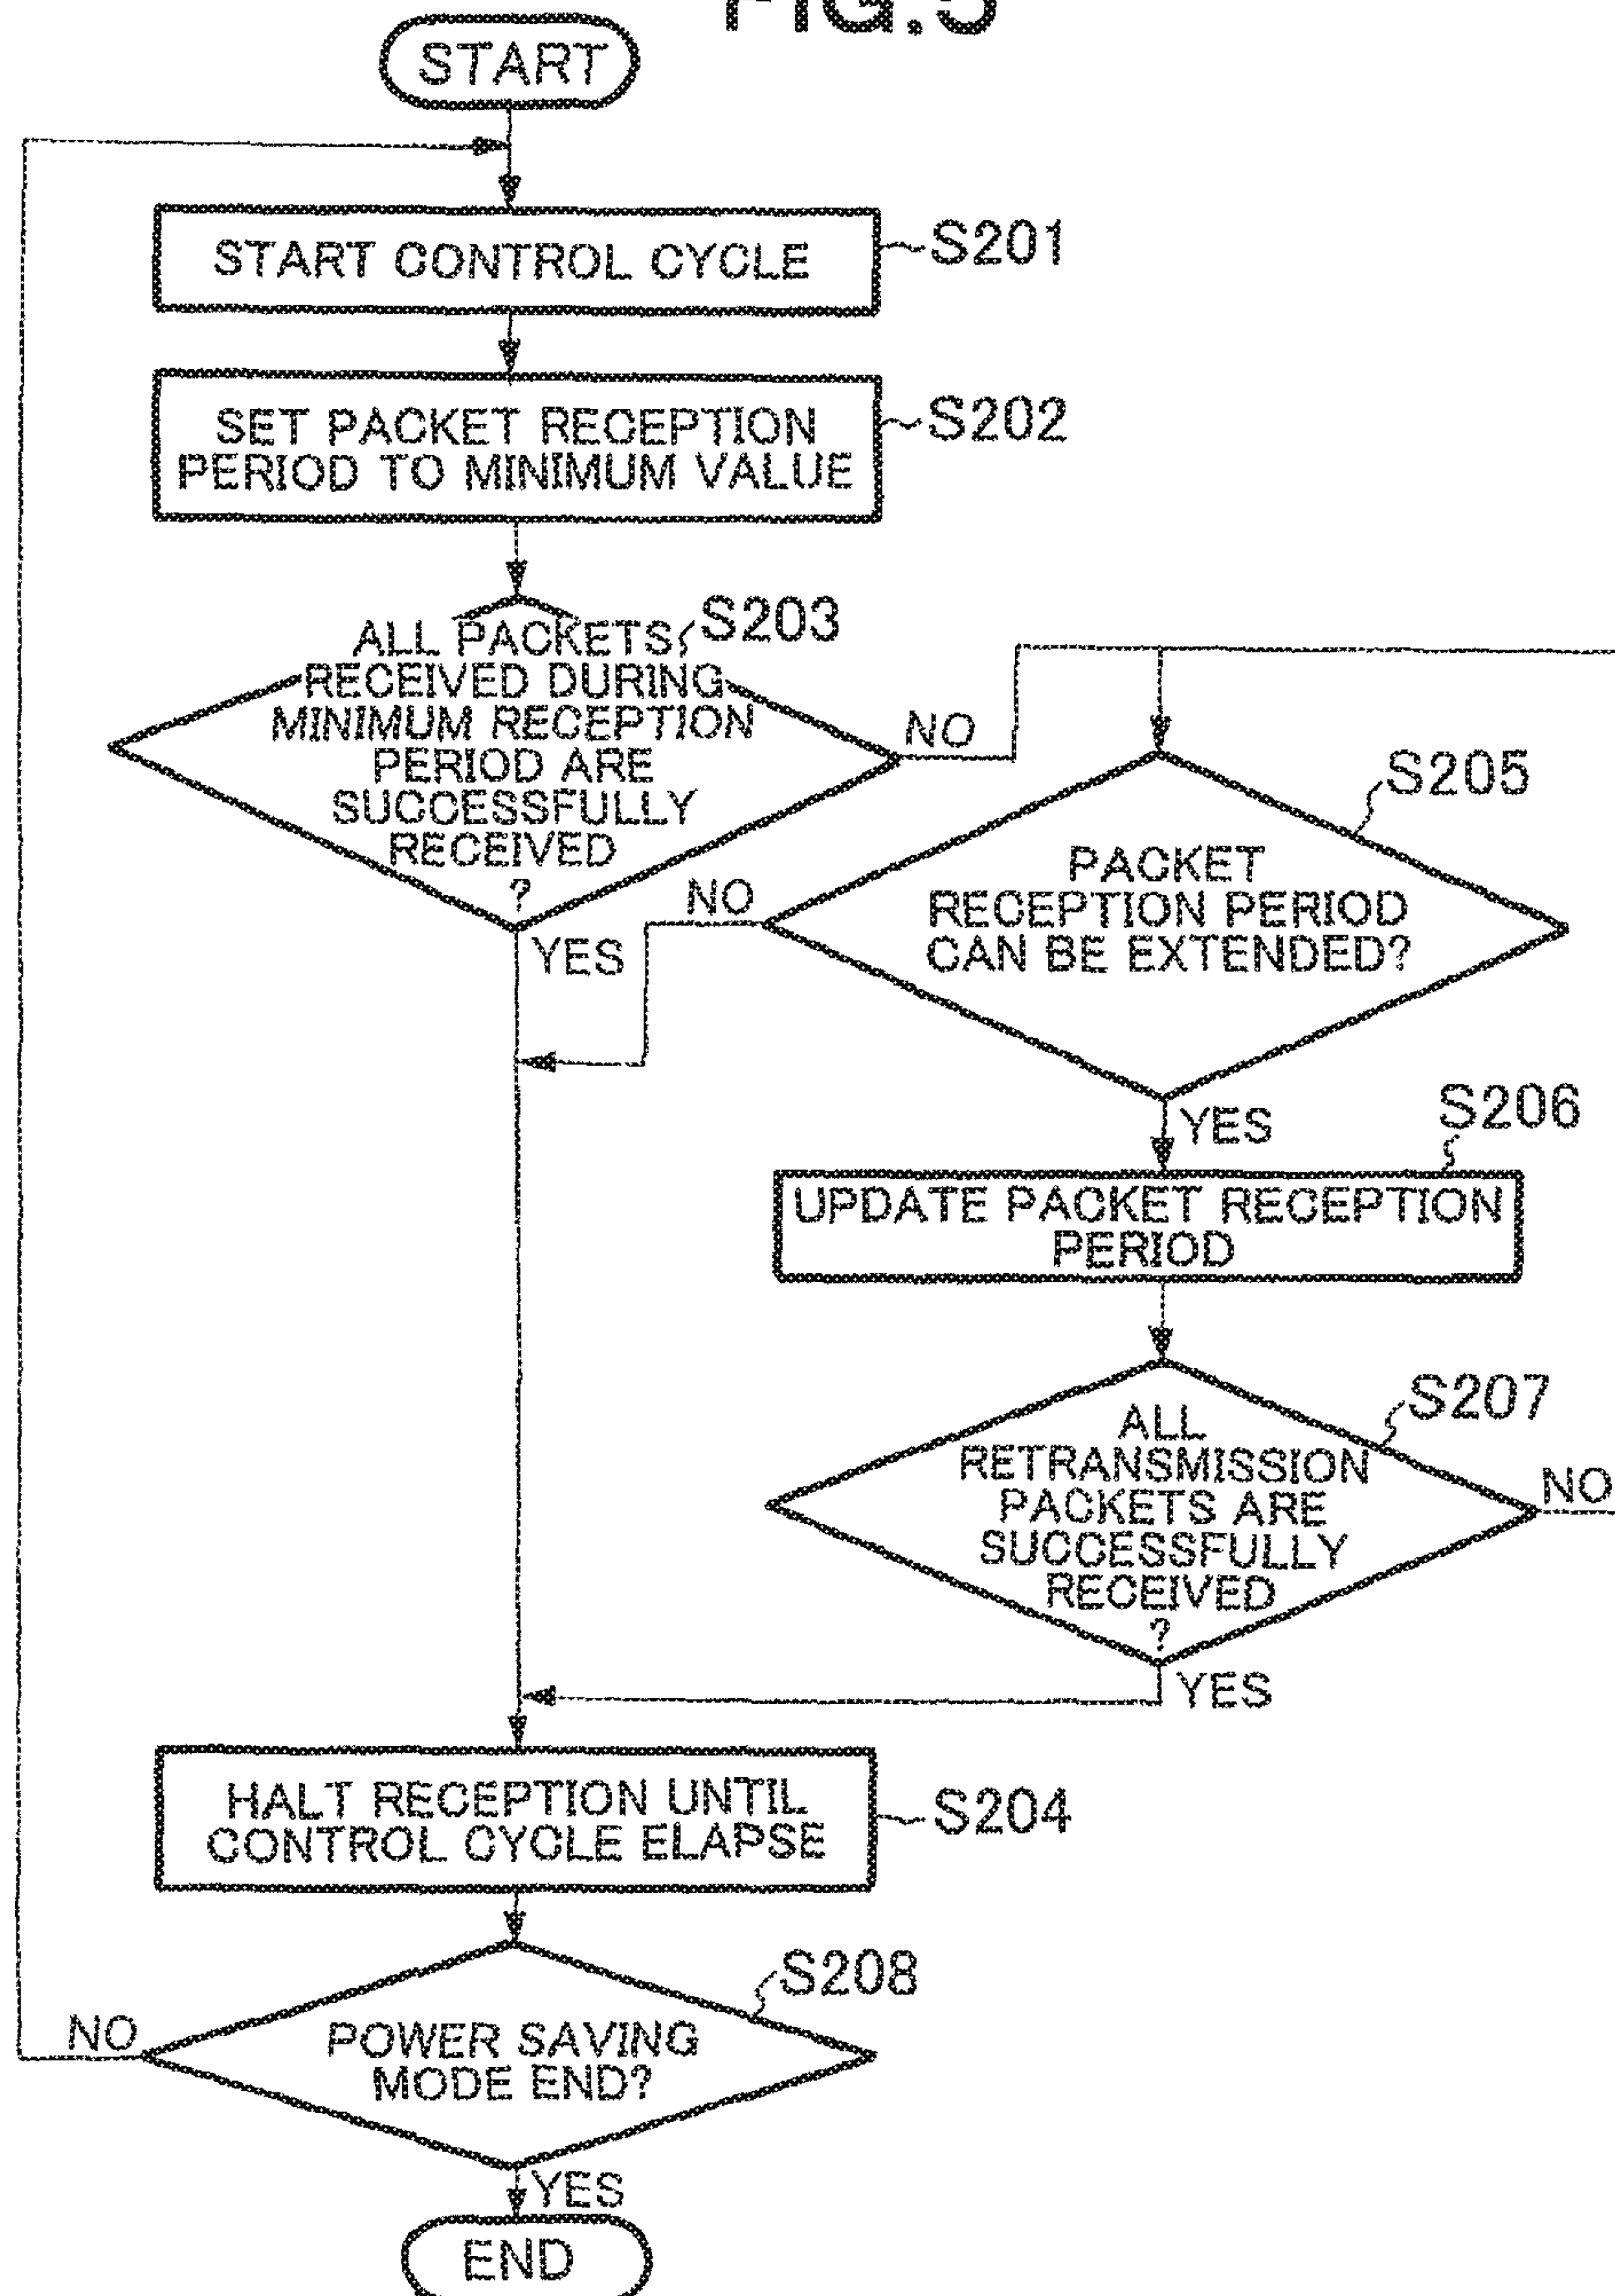 FIG.5
START
START CONTROL CYCLE
S201
SET PACKET RECEPTION
PERIOD TO MINIMUM VALUE
S202
ALL PACKETS
RECEIVED DURING
MINIMUM RECEPTION
PERIOD ARE
SUCCESSFULLY
RECEIVED
?
S203
NO
YES
PACKET
RECEPTION PERIOD
CAN BE EXTENDED?
S205
NO
YES
UPDATE PACKET RECEPTION
PERIOD
S206
ALL
RETRANSMISSION
PACKETS ARE
SUCCESSFULLY
RECEIVED
?
S207
NO
YES
HALT RECEPTION UNTIL
CONTROL CYCLE ELAPSE
S204
POWER SAVING
MODE END?
S208
NO
YES
END